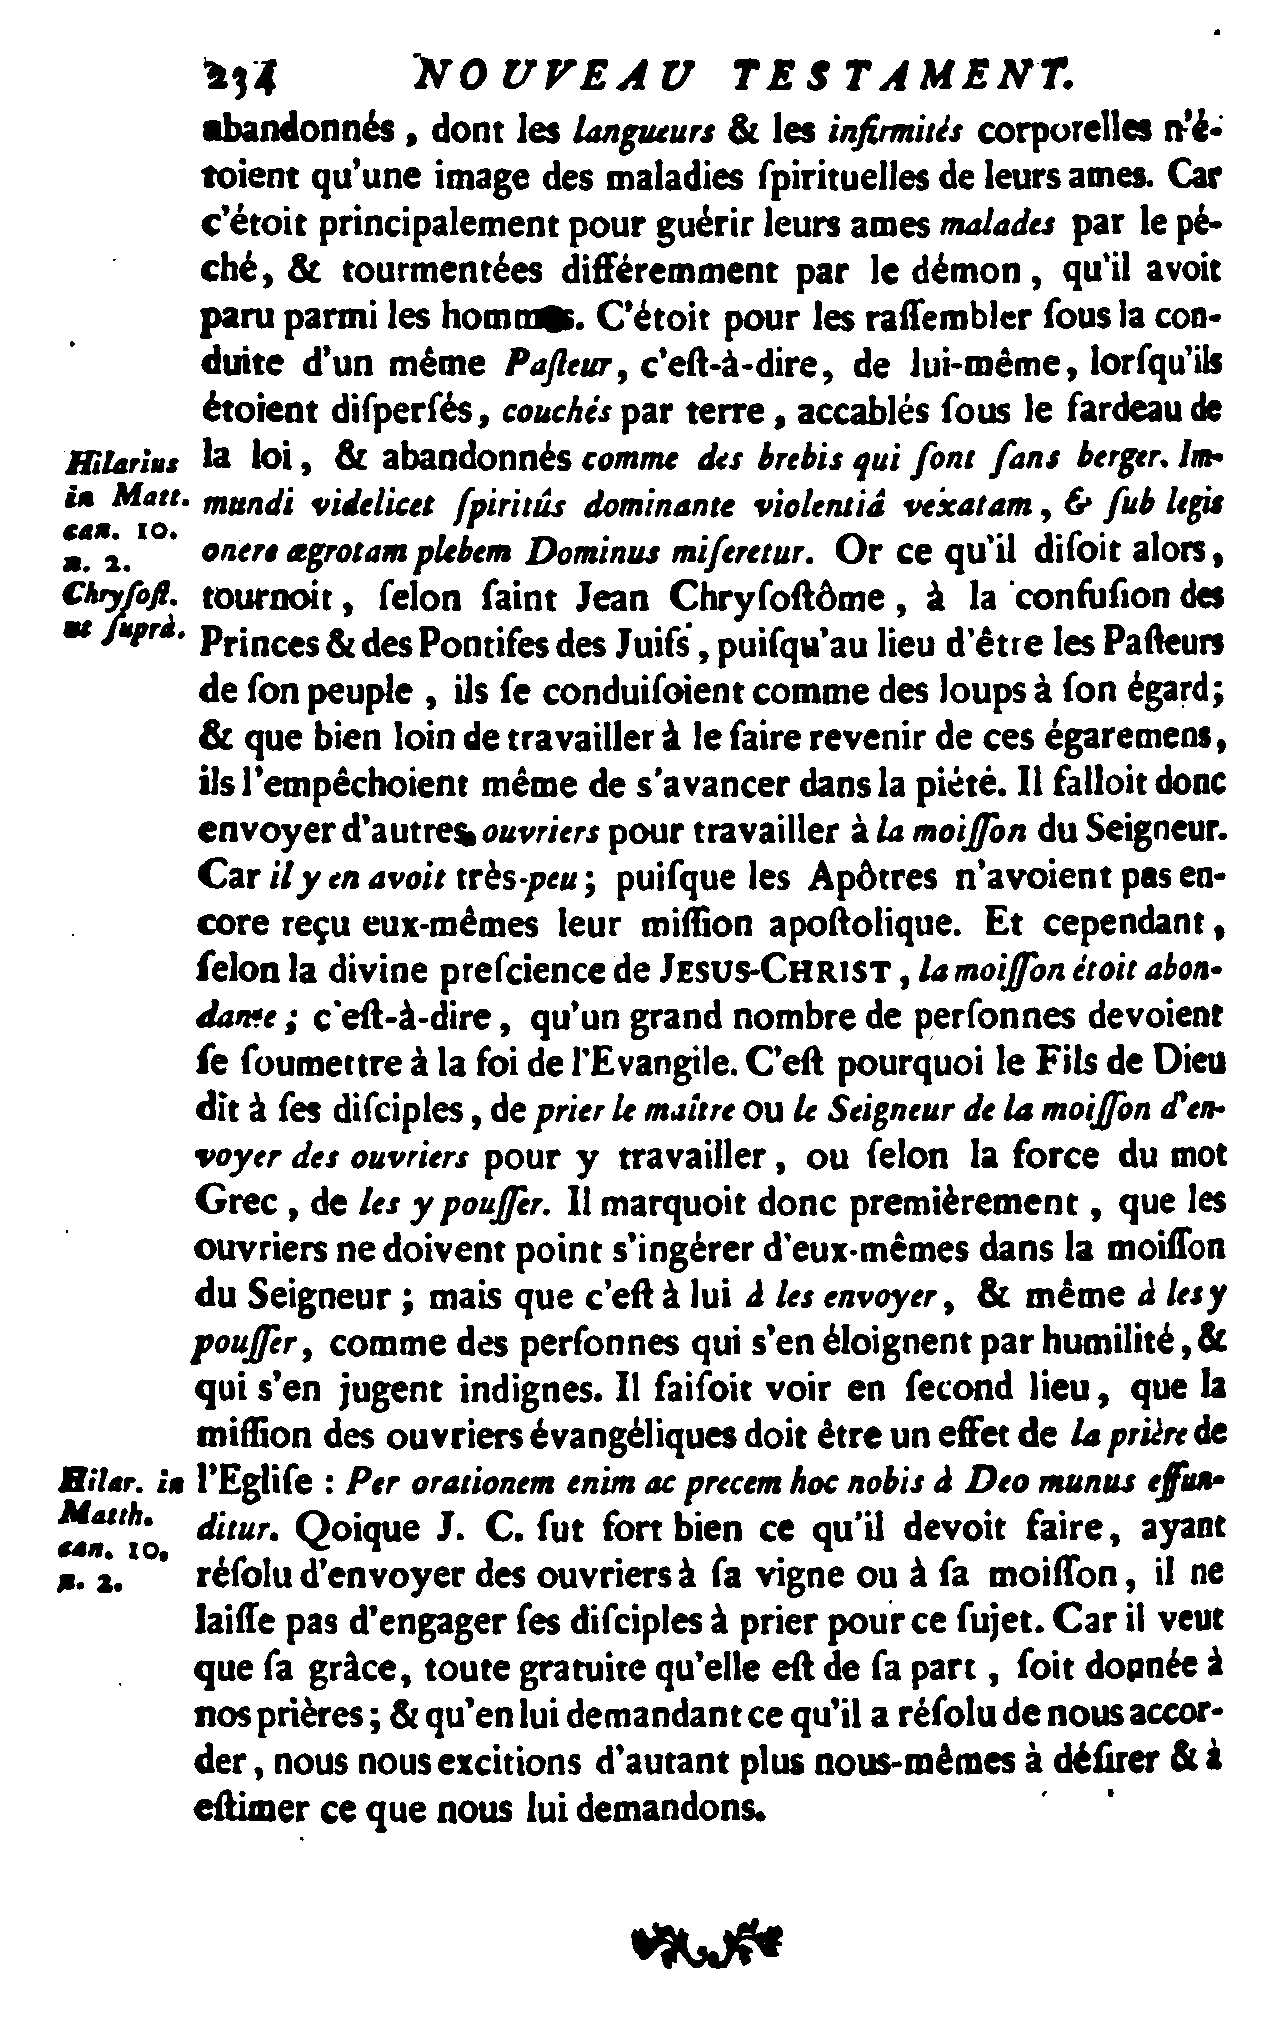 234 NOUVEAU TESTAMENT.
abandonnés, dont les langueurs & les infirmités corporelles n'é-
toient qu'une image des maladies ſpirituelles de leurs ames. Car
c'étoit principalement pour guérir leurs ames malades par le pé-
ché, & tourmentées différemment par le démon, qu'il avoit
paru parmi les hommes. C'étoit pour les raſſembler ſous la con-
duite d'un même Paſteur, c'eſt-à-dire, de lui-même, lorſqu'ils
étoient diſperſés, couchés par terre, accablés ſous le fardeau de
la loi, & abandonnés comme des brebis qui ſont ſans berger. Im-
mundi videlicet ſpiritûs dominante violentiâ vexatam, & ſub legis
onere ægrotam plebem Dominus miſeretur. Or ce qu'il diſoit alors,
tournoit, ſelon ſaint Jean Chryſoſtôme, à la confuſion des
Princes & des Pontifes des Juifs, puiſqu'au lieu d'être les Paſteurs
de ſon peuple, ils ſe conduiſoient comme des loups à ſon égard;
& que bien loin de travailler à le faire revenir de ces égaremens,
ils l'empêchoient même de s'avancer dans la piété. Il falloit donc
envoyer d'autres ouvriers pour travailler à la moiſſon du Seigneur.
Car il y en avoit très-peu; puiſque les Apôtres n'avoient pas en-
core reçu eux-mêmes leur miſſion apoſtolique. Et cependant,
ſelon la divine preſcience de JESUS-CHRIST, la moiſſon étoit abon-
dante; c'eſt-à-dire, qu'un grand nombre de perſonnes devoient
ſe ſoumettre à la foi de l'Evangile. C'eſt pourquoi le Fils de Dieu
dit à ſes diſciples, de prier le maître ou le Seigneur de la moiſſon d'en-
voyer des ouvriers pour y travailler, ou ſelon la force du mot
Grec, de les y pouſſer. Il marquoit donc premièrement, que les
ouvriers ne doivent point s'ingérer d'eux-mêmes dans la moiſſon
du Seigneur; mais que c'eſt à lui à les envoyer, & même à les y
pouſſer, comme des perſonnes qui s'en éloignent par humilité, &
qui s'en jugent indignes. Il faiſoit voir en ſecond lieu, que la
miſſion des ouvriers évangéliques doit être un effet de la prière de
l'Egliſe: Per orationem enim ac precem hoc nobis à Deo munus effun-
ditur. Qoique J. C. ſut fort bien ce qu'il devoit faire, ayant
réſolu d'envoyer des ouvriers à ſa vigne ou à ſa moiſſon, il ne
laiſſe pas d'engager ſes diſciples à prier pour ce ſujet. Car il veut
que ſa grâce, toute gratuite qu'elle eſt de ſa part, ſoit donnée à
nos prières; & qu'en lui demandant ce qu'il a réſolu de nous accor-
der, nous nous excitions d'autant plus nous-mêmes à déſirer & à
eſtimer ce que nous lui demandons.
Hilarius
in Matt.
can. 10.
n. 2.
Chryſoſt.
ut ſuprà.
Hilar. in
Matth.
can. 10,
n. 2.